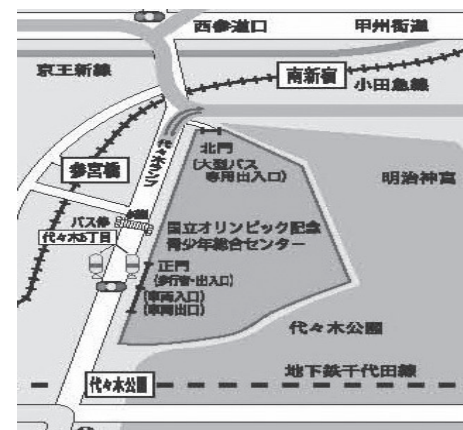 西参道口
甲州街道
京王新線
南新宿
小田急線
代々木ランプ
北門
(大型バス
専用出入口)
参宮橋
明治神宮
バス停
代々木5丁目
国立オリンピック記念
青少年総合センター
正門
(歩行者・出入口)
(車両入口)
(車両出口)
代々木公園
地下鉄千代田線
代々木公園